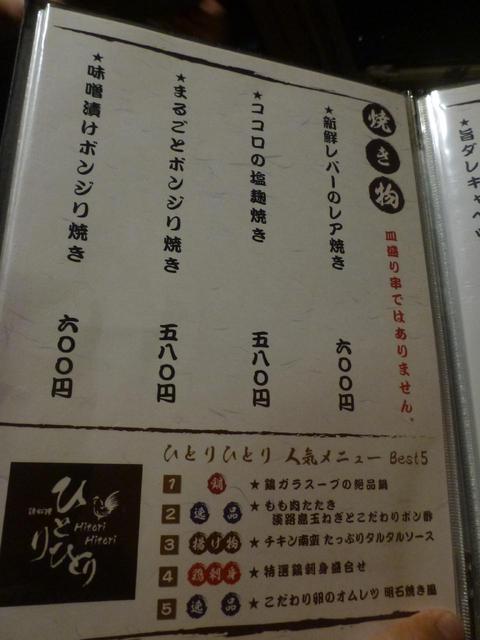 焼き物
皿盛り串ではありません。
★新鮮レバーのレア焼き 六〇〇円
★ココロの塩麹焼き 五八〇円
★まるごとボンジリ焼き 五八〇円
★味噌漬けボンジリ焼き 六〇〇円
ひとりひとり 人気メニュー Best5
1 鍋 ★鶏ガラスープの絶品鍋
2 逸品 ★もも肉たたき
淡路島玉ねぎとこだわりポン酢
3 揚げ物 ★チキン南蛮 たっぷりタルタルソース
4 鶏刺身 ★特選鶏刺身盛合せ
5 逸品 ★こだわり卵のオムレツ 明石焼き風
ひとりひとり
Hitori
Hitori
★旨ダレキャベツ